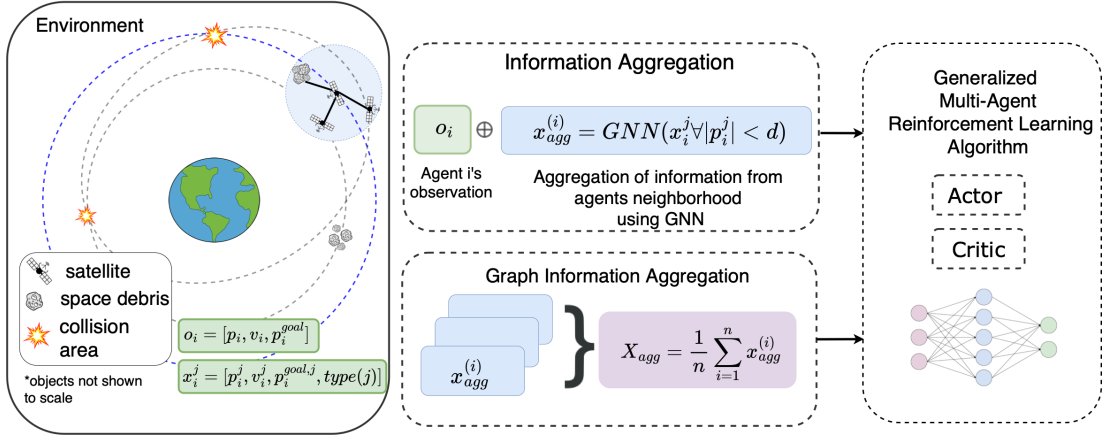 Environment
satellite
space debris
collision
area
*objects not shown
to scale
$o_i = [p_i, v_i, p_i^{goal}]$
$x_i^j = [p_i^j, v_i^j, p_i^{goal,j}, type(j)]$
Information Aggregation
$o_i$ ⊕ $x_{agg}^{(i)} = GNN(x_i^j \forall |p_i^j| < d)$
Agent i's
observation
Aggregation of information from
agents neighborhood
using GNN
Graph Information Aggregation
$x_{agg}^{(i)}$
$X_{agg} = \frac{1}{n} \sum_{i=1}^{n} x_{agg}^{(i)}$
Generalized
Multi-Agent
Reinforcement Learning
Algorithm
Actor
Critic